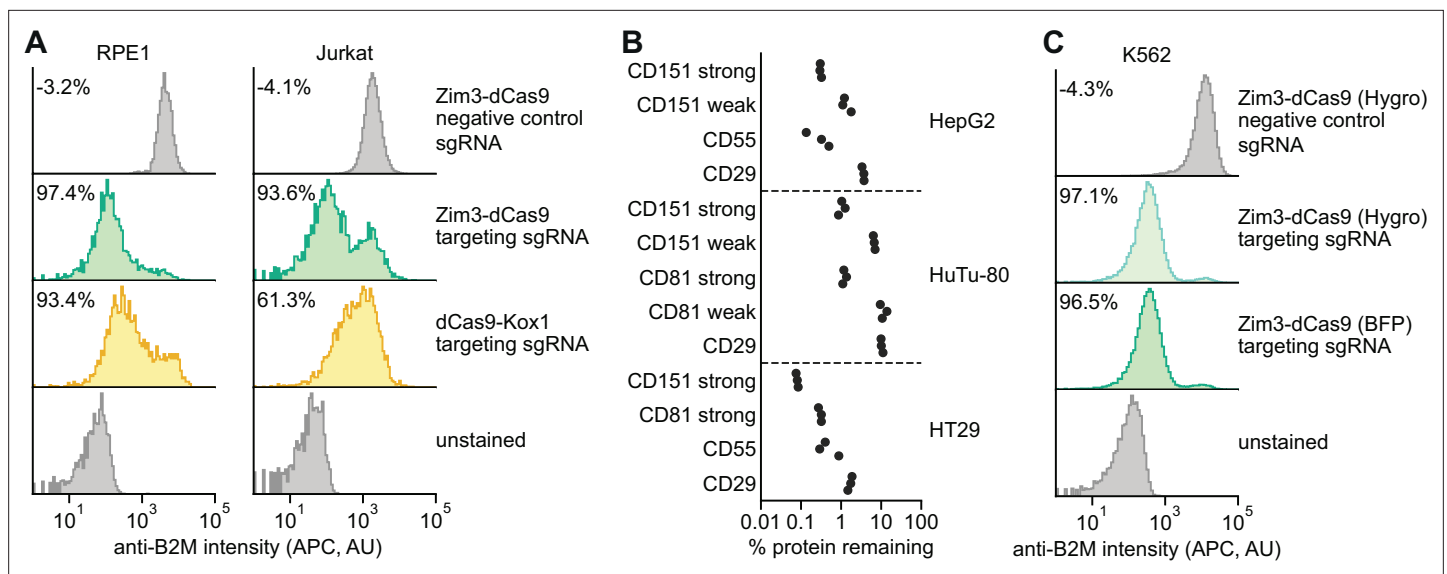 A
RPE1
Jurkat
-3.2%
-4.1%
Zim3-dCas9
negative control
sgRNA
97.4%
93.6%
Zim3-dCas9
targeting sgRNA
93.4%
61.3%
dCas9-Kox1
targeting sgRNA
unstained
10^1 10^3 10^5
10^1 10^3 10^5
anti-B2M intensity (APC, AU)
B
CD151 strong
CD151 weak
CD55
CD29
HepG2
CD151 strong
CD151 weak
CD81 strong
CD81 weak
CD29
HuTu-80
CD151 strong
CD81 strong
CD55
CD29
HT29
0.01 0.1 1 10 100
% protein remaining
C
K562
-4.3%
Zim3-dCas9 (Hygro)
negative control
sgRNA
97.1%
Zim3-dCas9 (Hygro)
targeting sgRNA
96.5%
Zim3-dCas9 (BFP)
targeting sgRNA
unstained
10^1 10^3 10^5
anti-B2M intensity (APC, AU)